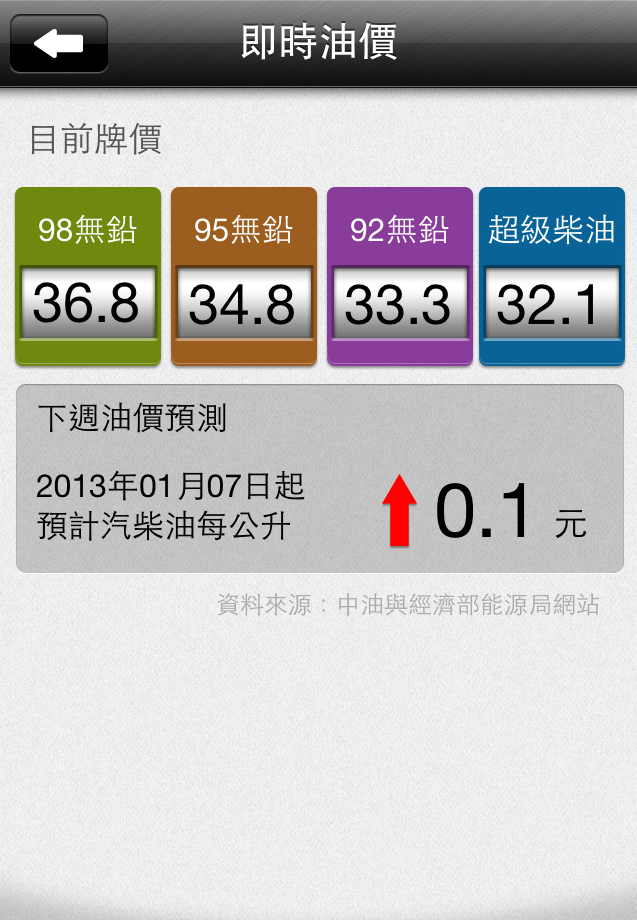 即時油價
目前牌價
98無鉛 95無鉛 92無鉛 超級柴油
36.8 34.8 33.3 32.1
下週油價預測
2013年01月07日起
預計汽柴油每公升 0.1 元
資料來源：中油與經濟部能源局網站